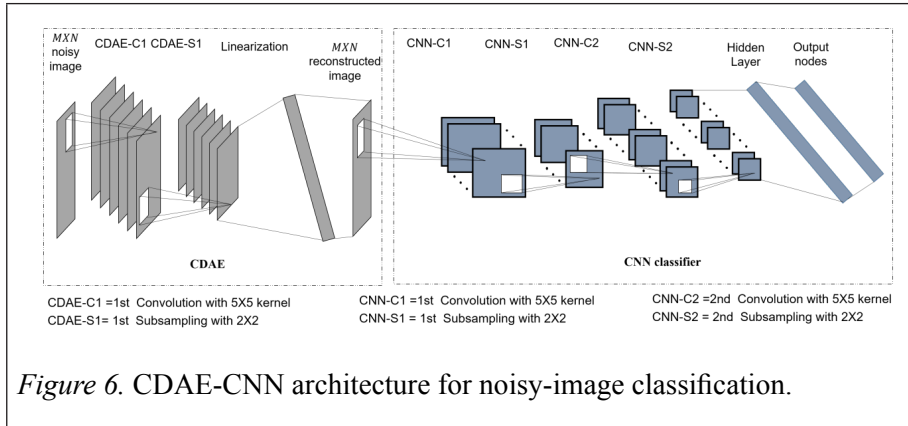 MXN
noisy
image
CDAE-C1 CDAE-S1
Linearization
MXN
reconstructed
image
CNN-C1
CNN-S1
CNN-C2
CNN-S2
Hidden
Layer
Output
nodes
CDAE
CNN classifier
CDAE-C1 =1st Convolution with 5X5 kernel
CDAE-S1= 1st Subsampling with 2X2
CNN-C1 =1st Convolution with 5X5 kernel
CNN-S1 = 1st Subsampling with 2X2
CNN-C2 =2nd Convolution with 5X5 kernel
CNN-S2 = 2nd Subsampling with 2X2
Figure 6. CDAE-CNN architecture for noisy-image classification.